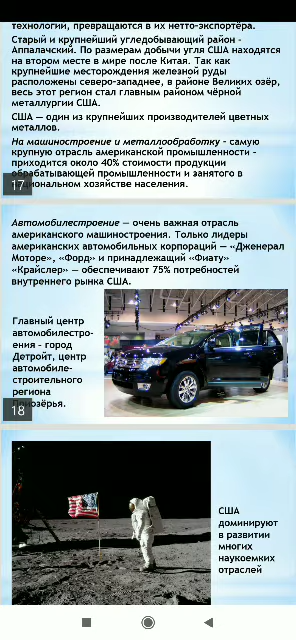 технологии, превращаются в их нетто-экспортёра.
Старый и крупнейший угледобывающий район –
Аппалачский. По размерам добычи угля США находятся
на втором месте в мире после Китая. Так как
крупнейшие месторождения железной руды
расположены северо-западнее, в районе Великих озёр,
весь этот регион стал главным районом чёрной
металлургии США.
США — один из крупнейших производителей цветных
металлов.
На машиностроение и металлообработку – самую
крупную отрасль американской промышленности –
приходится около 40% стоимости продукции
обрабатывающей промышленности и занятого в
национальном хозяйстве населения.
17
Автомобилестроение — очень важная отрасль
американского машиностроения. Только лидеры
американских автомобильных корпораций — «Дженерал
Моторе», «Форд» и принадлежащий «Фиату»
«Крайслер» — обеспечивают 75% потребностей
внутреннего рынка США.
Главный центр
автомобилестро-
ения – город
Детройт, центр
автомобиле-
строительного
региона
Приозёрья.
18
США
доминируют
в развитии
многих
наукоемких
отраслей